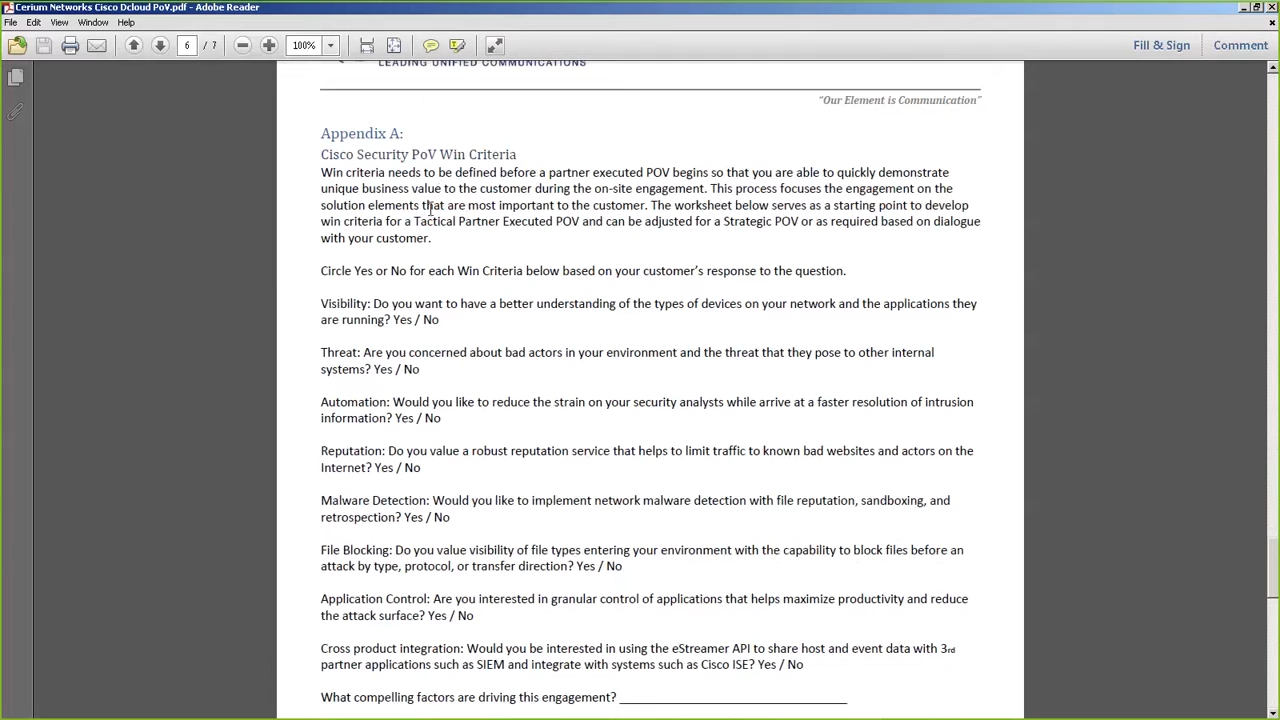 Cerium Networks Cisco Dcloud PoV.pdf - Adobe Reader
File Edit View Window Help
6 / 7 100% Fill & Sign Comment
LEADING UNIFIED COMMUNICATIONS
“Our Element is Communication”
Appendix A:
Cisco Security PoV Win Criteria
Win criteria needs to be defined before a partner executed POV begins so that you are able to quickly demonstrate
unique business value to the customer during the on-site engagement. This process focuses the engagement on the
solution elements that are most important to the customer. The worksheet below serves as a starting point to develop
win criteria for a Tactical Partner Executed POV and can be adjusted for a Strategic POV or as required based on dialogue
with your customer.
Circle Yes or No for each Win Criteria below based on your customer’s response to the question.
Visibility: Do you want to have a better understanding of the types of devices on your network and the applications they
are running? Yes / No
Threat: Are you concerned about bad actors in your environment and the threat that they pose to other internal
systems? Yes / No
Automation: Would you like to reduce the strain on your security analysts while arrive at a faster resolution of intrusion
information? Yes / No
Reputation: Do you value a robust reputation service that helps to limit traffic to known bad websites and actors on the
Internet? Yes / No
Malware Detection: Would you like to implement network malware detection with file reputation, sandboxing, and
retrospection? Yes / No
File Blocking: Do you value visibility of file types entering your environment with the capability to block files before an
attack by type, protocol, or transfer direction? Yes / No
Application Control: Are you interested in granular control of applications that helps maximize productivity and reduce
the attack surface? Yes / No
Cross product integration: Would you be interested in using the eStreamer API to share host and event data with 3rd
partner applications such as SIEM and integrate with systems such as Cisco ISE? Yes / No
What compelling factors are driving this engagement? ______________________________